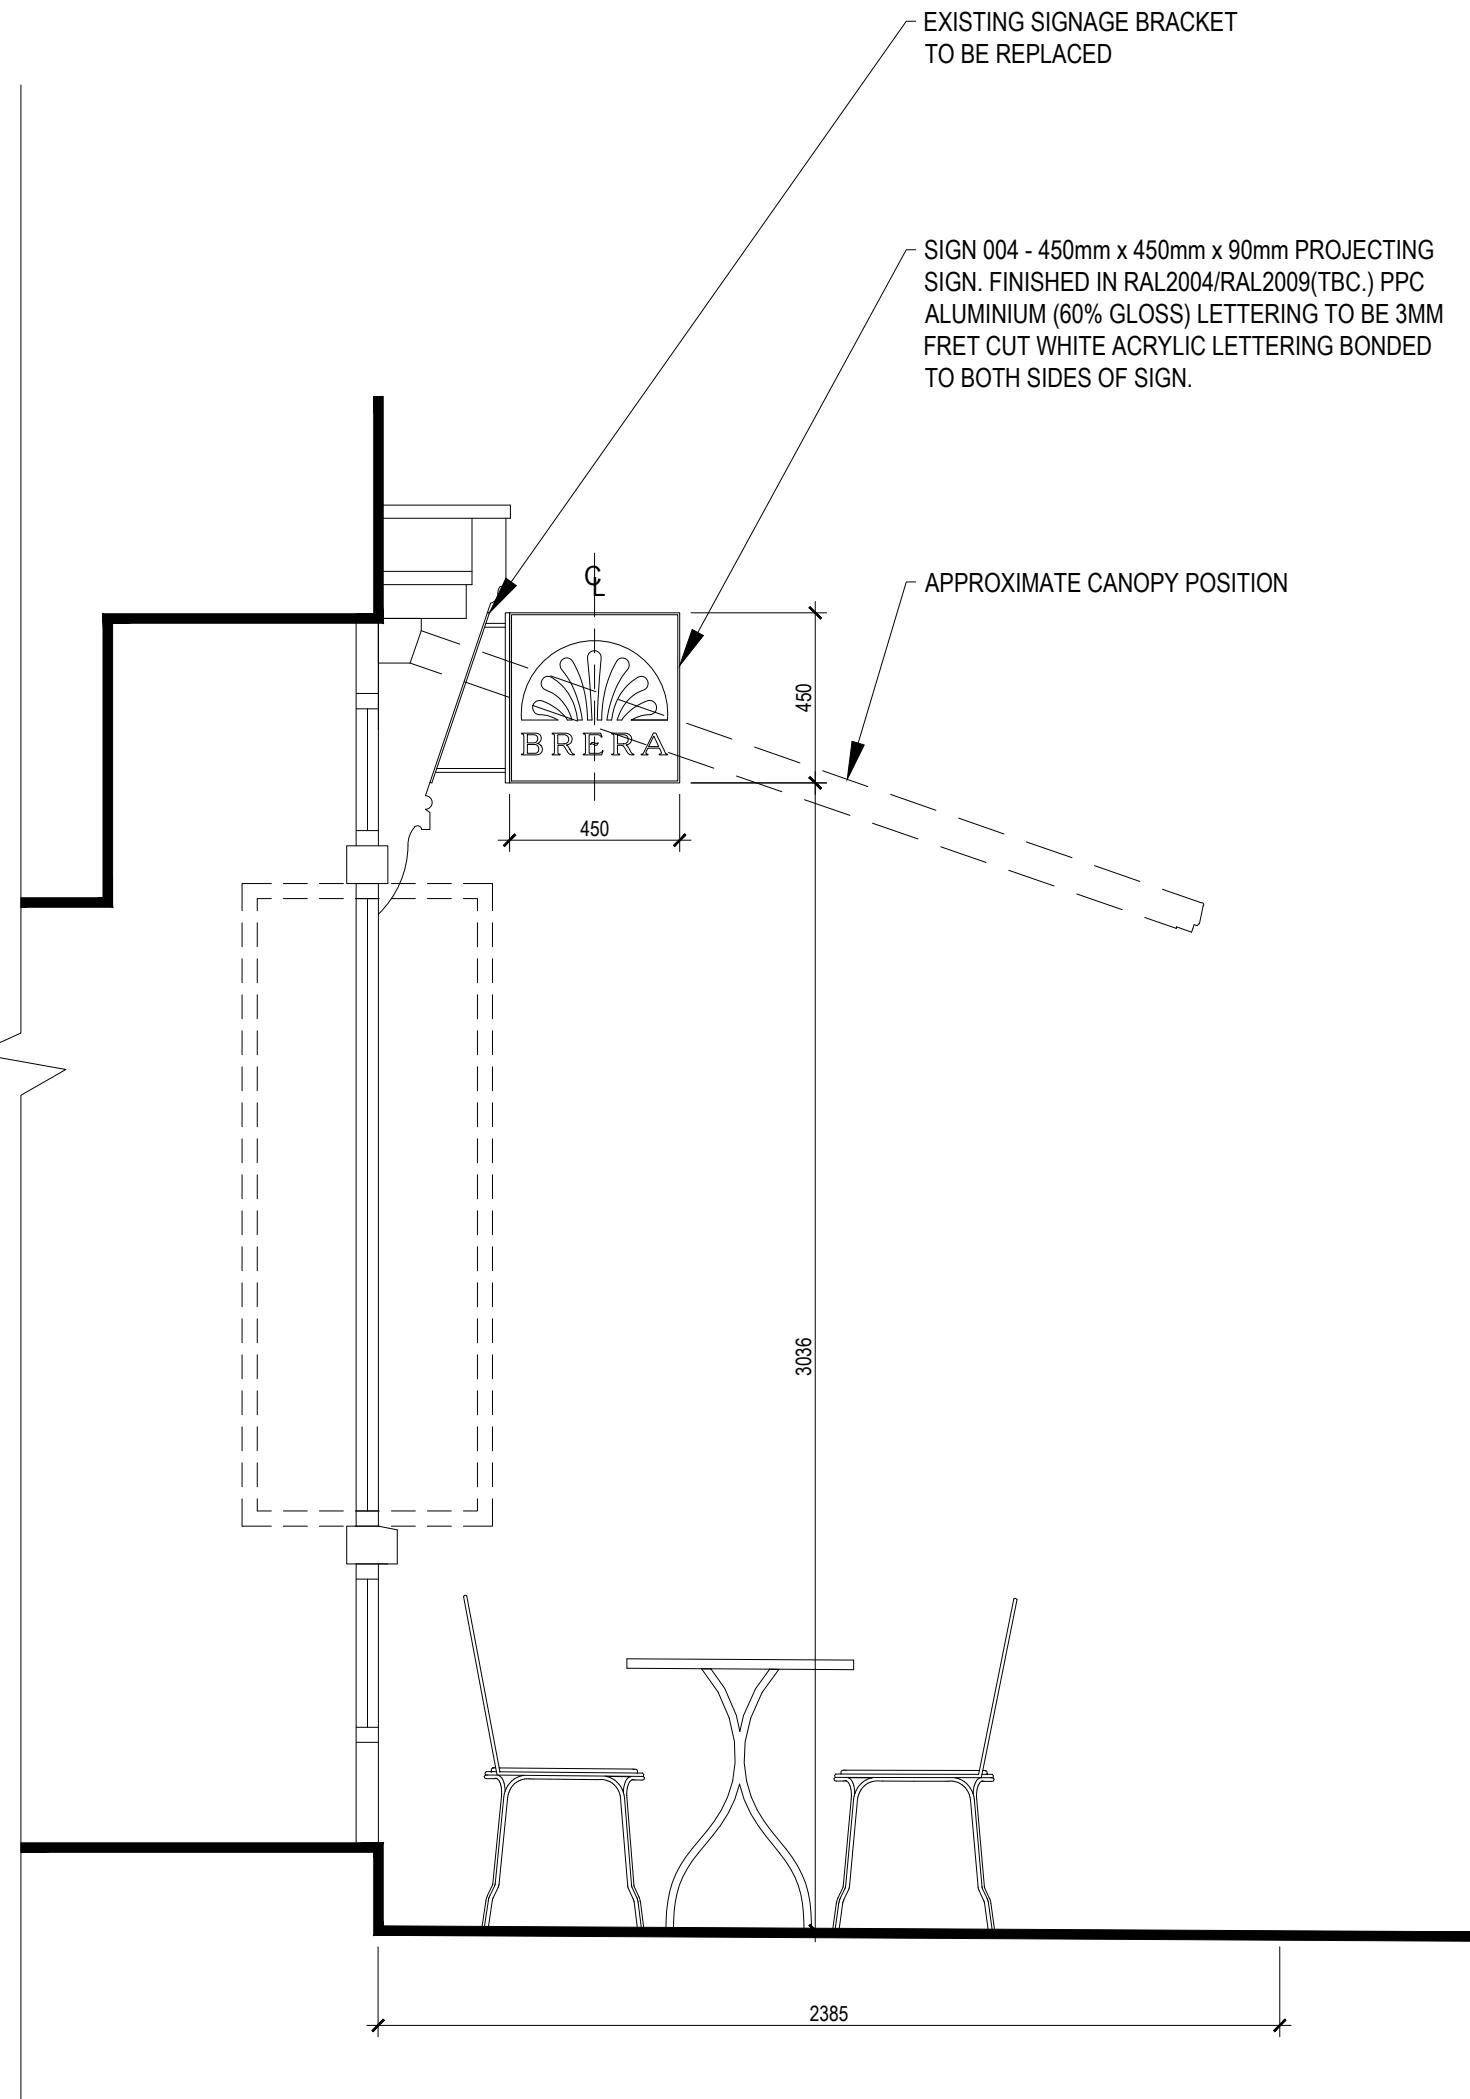 EXISTING SIGNAGE BRACKET
TO BE REPLACED
SIGN 004 - 450mm x 450mm x 90mm PROJECTING
SIGN. FINISHED IN RAL2004/RAL2009(TBC.) PPC
ALUMINIUM (60% GLOSS) LETTERING TO BE 3MM
FRET CUT WHITE ACRYLIC LETTERING BONDED
TO BOTH SIDES OF SIGN.
CL
APPROXIMATE CANOPY POSITION
450
BRERA
450
3036
2385